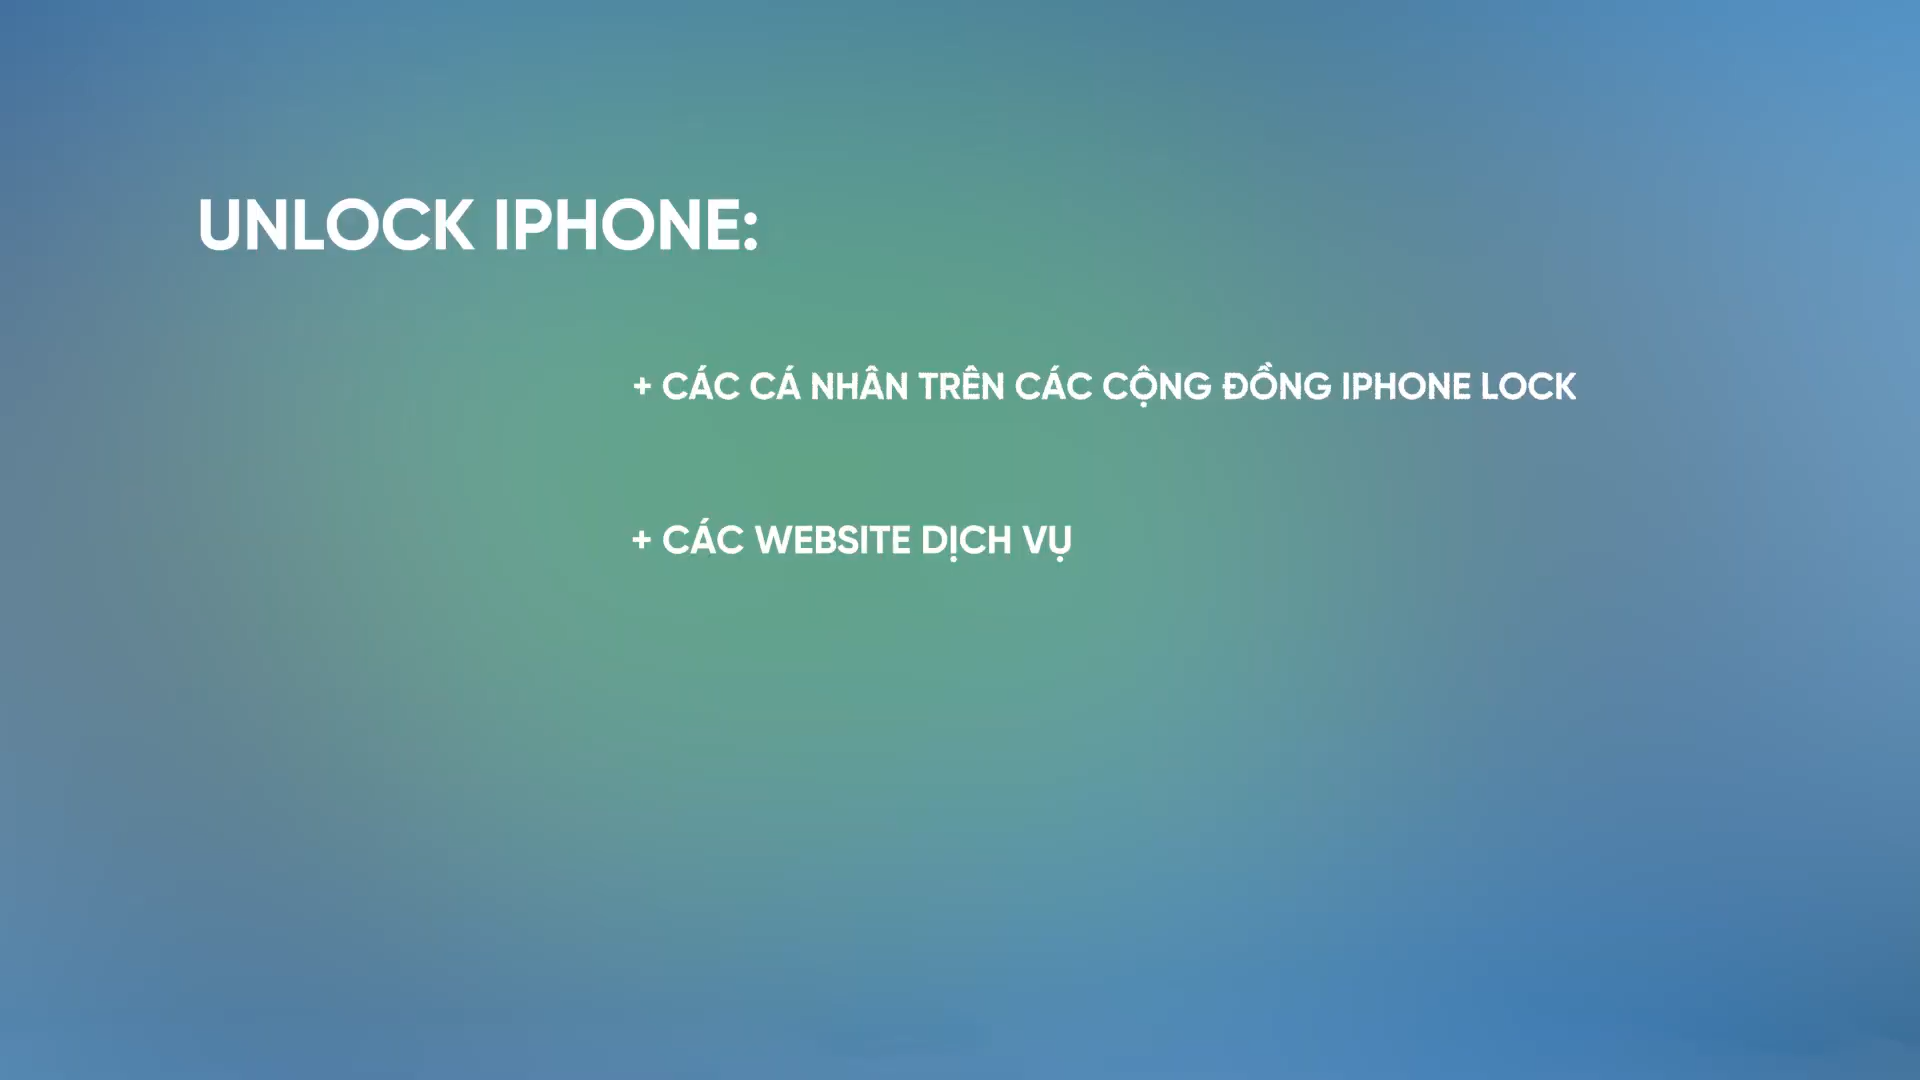 UNLOCK IPHONE:
+ CÁC CÁ NHÂN TRÊN CÁC CỘNG ĐỒNG IPHONE LOCK
+ CÁC WEBSITE DỊCH VỤ